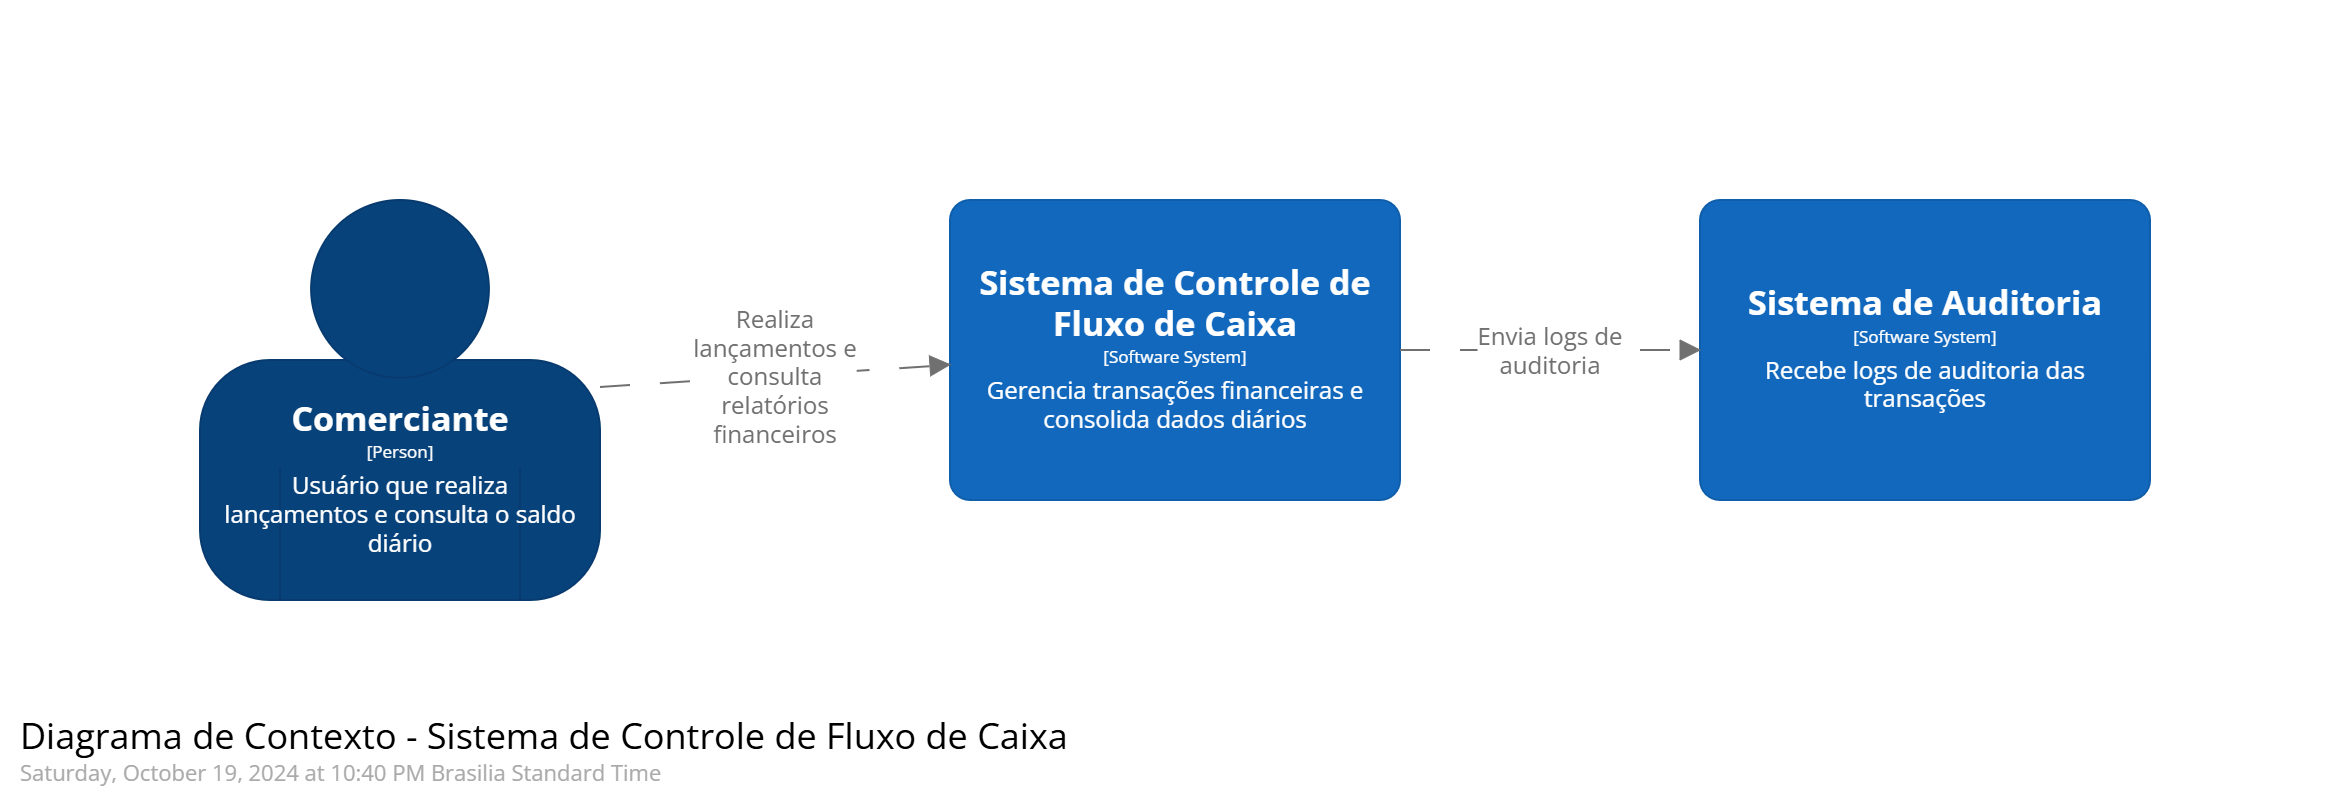 Comerciante
[Person]
Usuário que realiza
lançamentos e consulta o saldo
diário
Realiza
lançamentos e
consulta
relatórios
financeiros
Sistema de Controle de
Fluxo de Caixa
[Software System]
Gerencia transações financeiras e
consolida dados diários
Envia logs de
auditoria
Sistema de Auditoria
[Software System]
Recebe logs de auditoria das
transações
Diagrama de Contexto - Sistema de Controle de Fluxo de Caixa
Saturday, October 19, 2024 at 10:40 PM Brasilia Standard Time